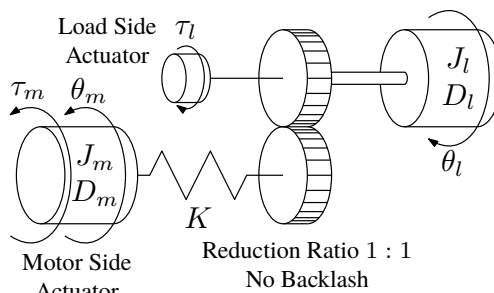 Load Side
Actuator
τ_l
τ_m
θ_m
J_m
D_m
K
J_l
D_l
θ_l
Motor Side
Actuator
Reduction Ratio 1 : 1
No Backlash